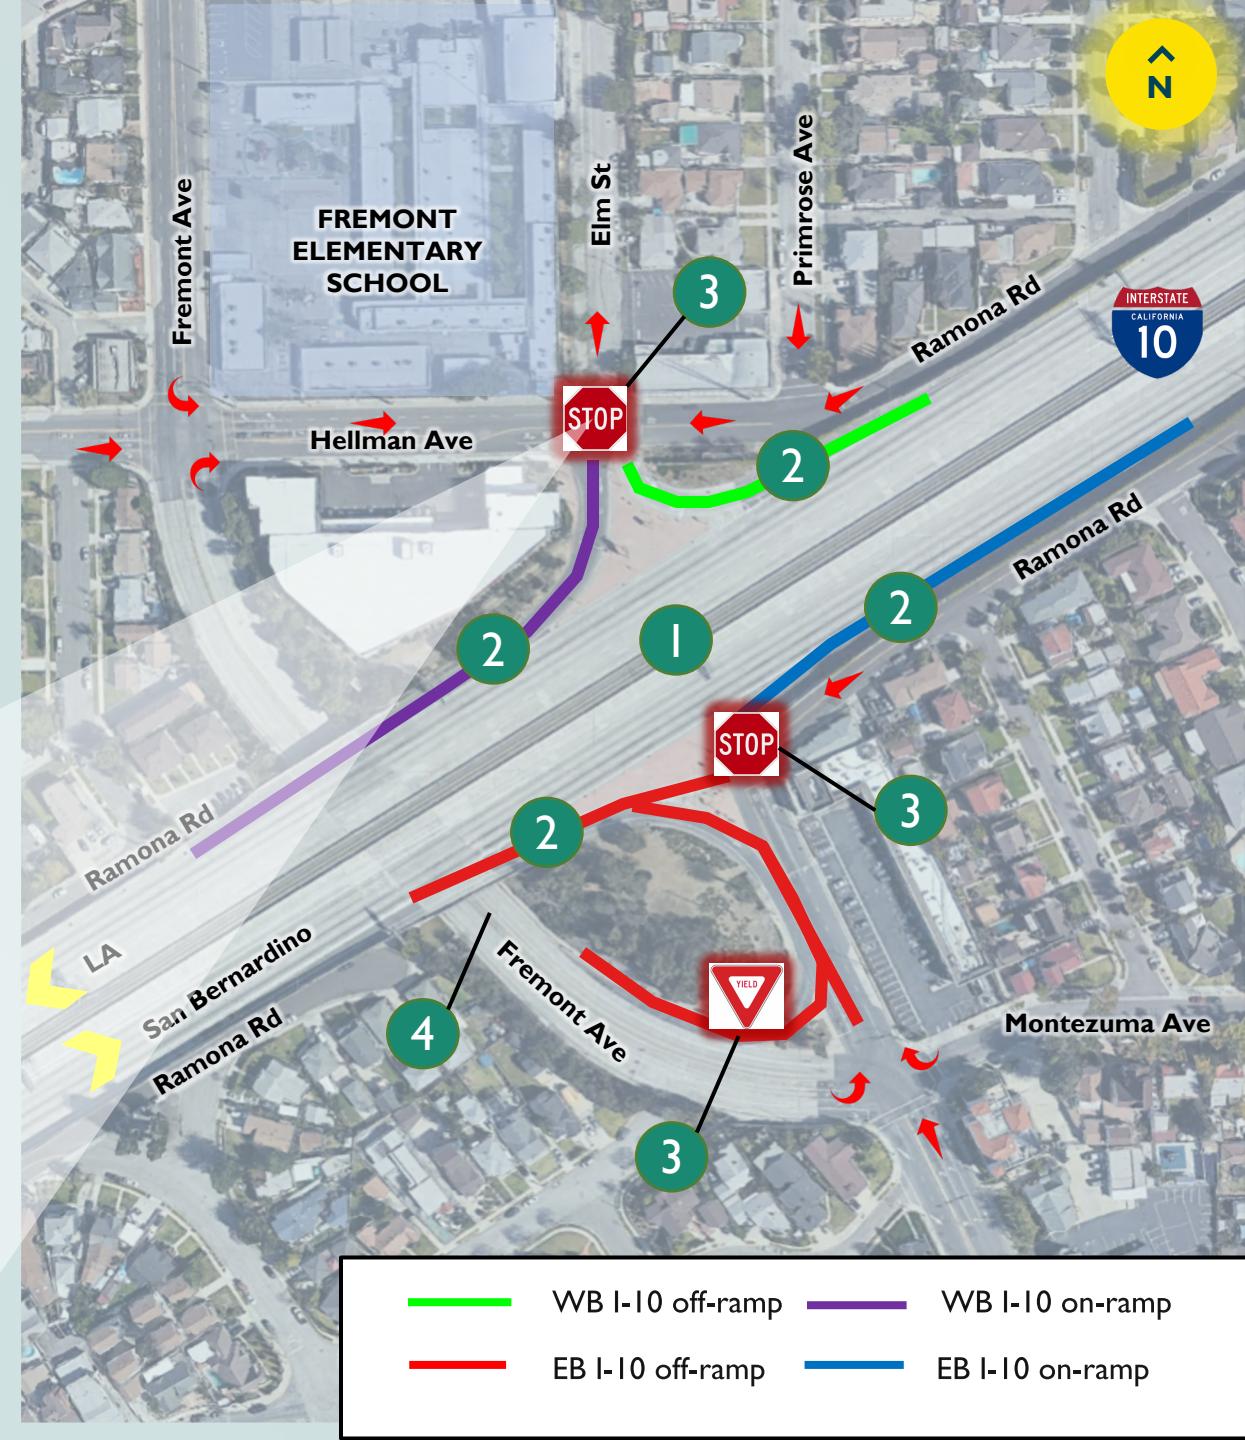 N
Fremont Ave
FREMONT
ELEMENTARY
SCHOOL
Elm St
Primrose Ave
3
Ramona Rd
INTERSTATE
CALIFORNIA
10
STOP
Hellman Ave
2
Ramona Rd
2
2
1
STOP
3
2
Ramona Rd
LA
San Bernardino
Ramona Rd
Fremont Ave
YIELD
4
Montezuma Ave
3
WB I-10 off-ramp
WB I-10 on-ramp
EB I-10 off-ramp
EB I-10 on-ramp